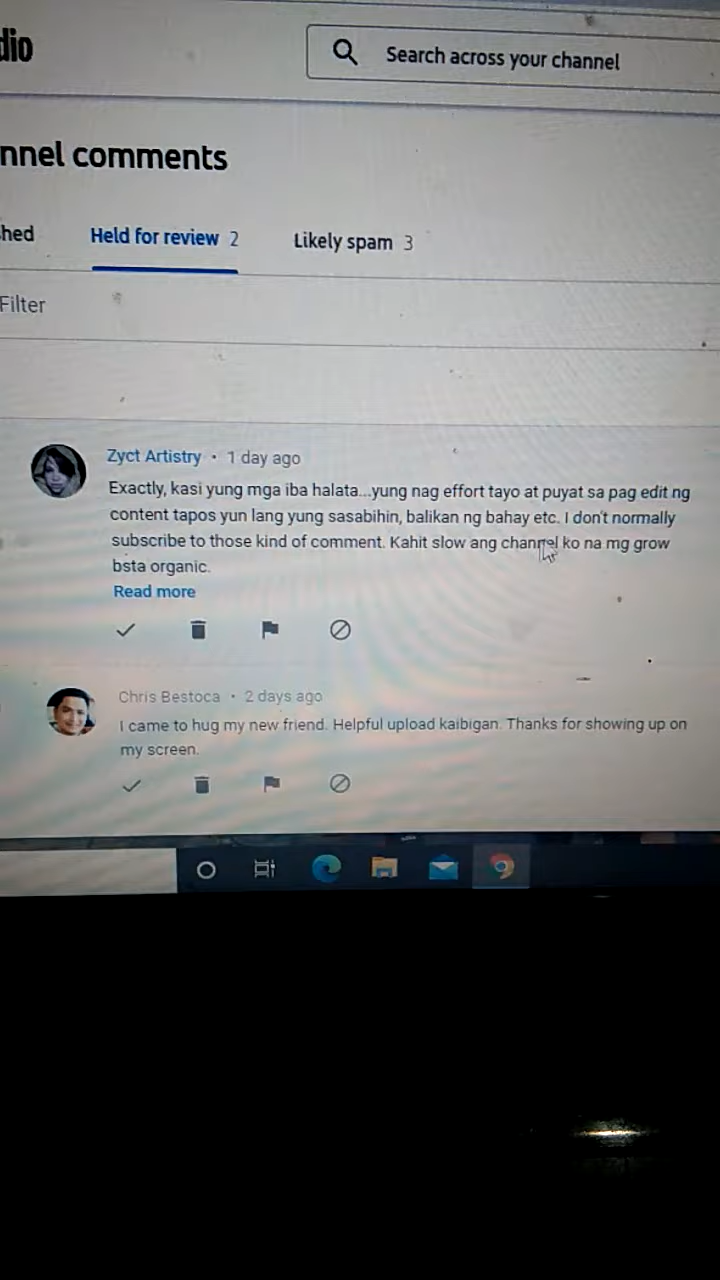 dio
Search across your channel
nnel comments
hed
Held for review 2
Likely spam 3
Filter
Zyct Artistry • 1 day ago
Exactly, kasi yung mga iba halata...yung nag effort tayo at puyat sa pag edit ng
content tapos yun lang yung sasabihin, balikan ng bahay etc. I don't normally
subscribe to those kind of comment. Kahit slow ang channel ko na mg grow
bsta organic.
Read more
Chris Bestoca • 2 days ago
I came to hug my new friend. Helpful upload kaibigan. Thanks for showing up on
my screen.